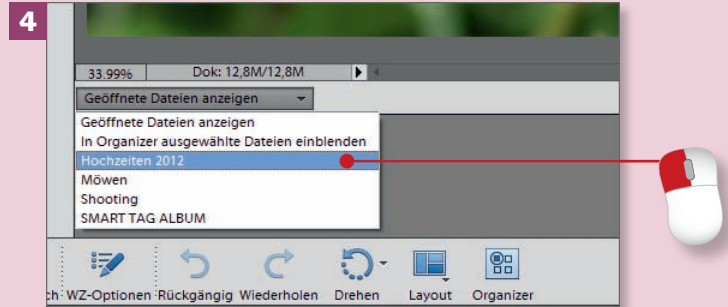 4
33.99% Dok: 12,8M/12,8M
Geöffnete Dateien anzeigen
Geöffnete Dateien anzeigen
In Organizer ausgewählte Dateien einblenden
Hochzeiten 2012
Möwen
Shooting
SMART TAG ALBUM
ch WZ-Optionen Rückgängig Wiederholen Drehen Layout Organizer